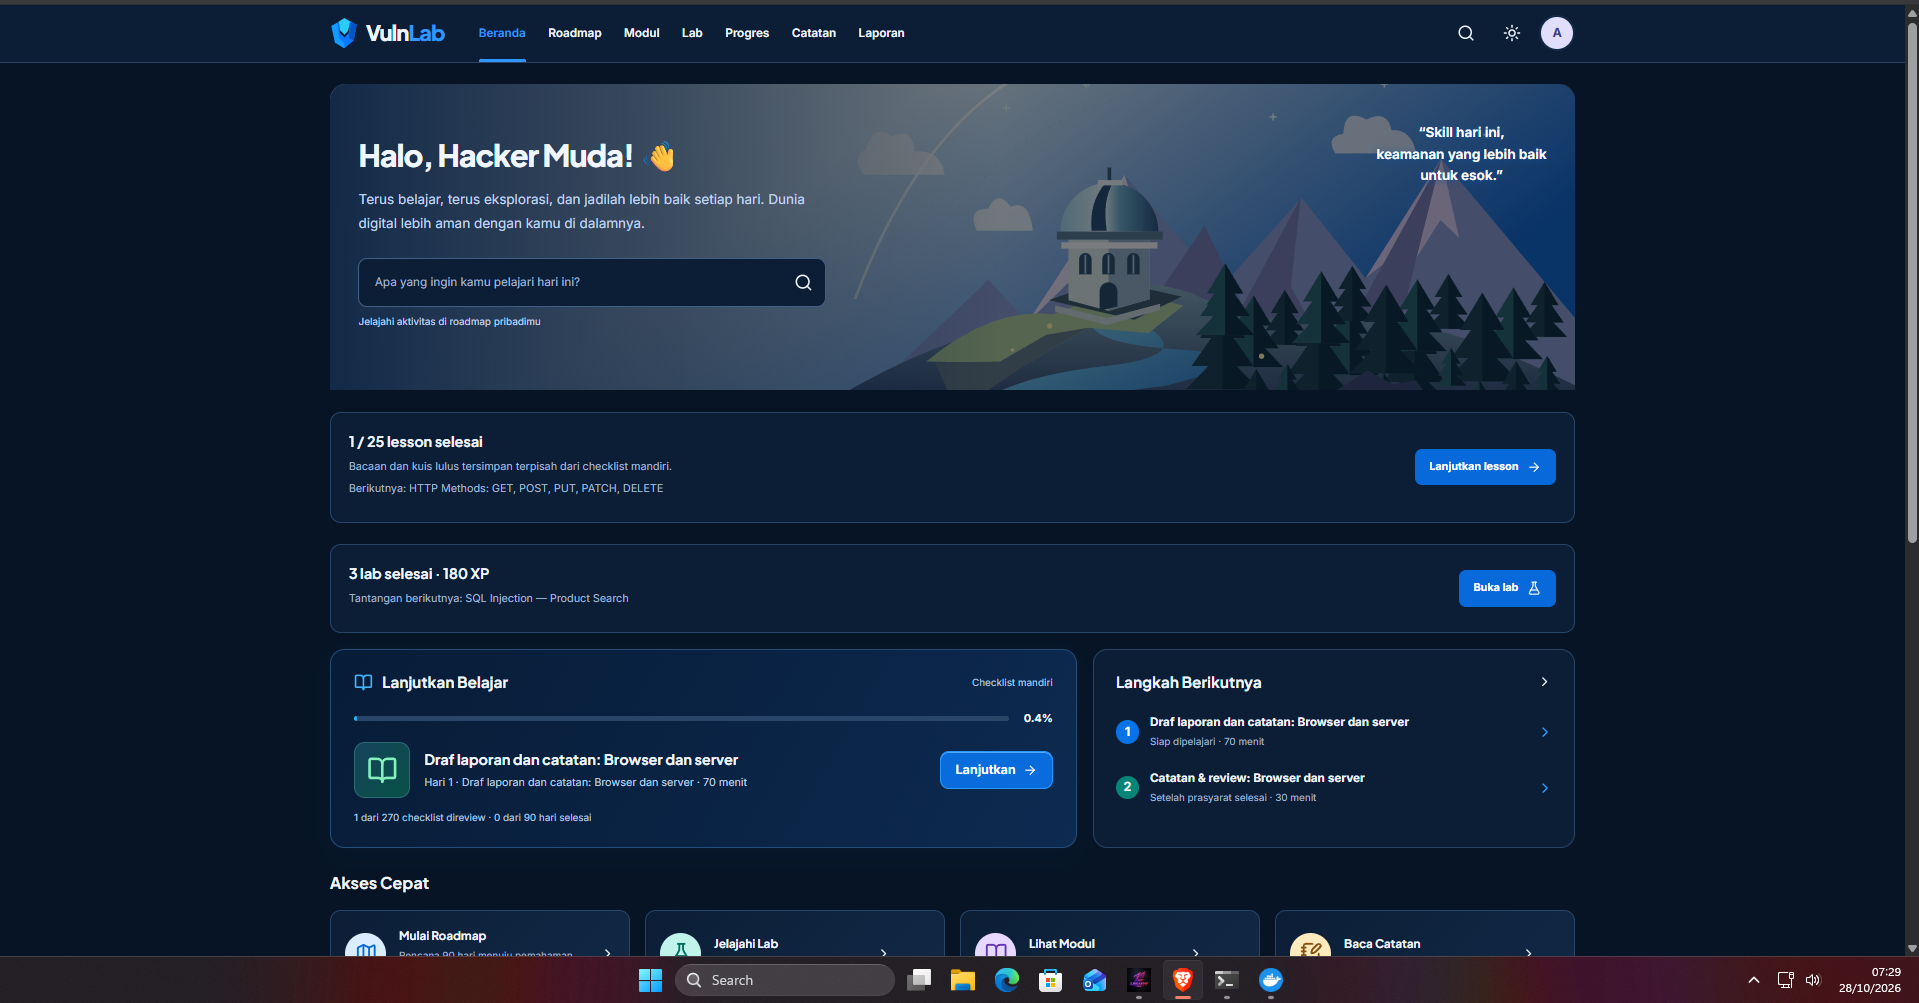 VulnLab
Beranda
Roadmap
Modul
Lab
Progres
Catatan
Laporan
A
Halo, Hacker Muda! 👋
Terus belajar, terus eksplorasi, dan jadilah lebih baik setiap hari. Dunia
digital lebih aman dengan kamu di dalamnya.
Apa yang ingin kamu pelajari hari ini?
Jelajahi aktivitas di roadmap pribadimu
“Skill hari ini,
keamanan yang lebih baik
untuk esok.”
1 / 25 lesson selesai
Bacaan dan kuis lulus tersimpan terpisah dari checklist mandiri.
Berikutnya: HTTP Methods: GET, POST, PUT, PATCH, DELETE
Lanjutkan lesson
3 lab selesai · 180 XP
Tantangan berikutnya: SQL Injection — Product Search
Buka lab
Lanjutkan Belajar
Checklist mandiri
0.4%
Draf laporan dan catatan: Browser dan server
Hari 1 · Draf laporan dan catatan: Browser dan server · 70 menit
Lanjutkan
1 dari 270 checklist direview · 0 dari 90 hari selesai
Langkah Berikutnya
1
Draf laporan dan catatan: Browser dan server
Siap dipelajari · 70 menit
2
Catatan & review: Browser dan server
Setelah prasyarat selesai · 30 menit
Akses Cepat
Mulai Roadmap
Rencana 90 hari menuju pemahaman
Jelajahi Lab
Lihat Modul
Baca Catatan
Search
07:29
28/10/2026